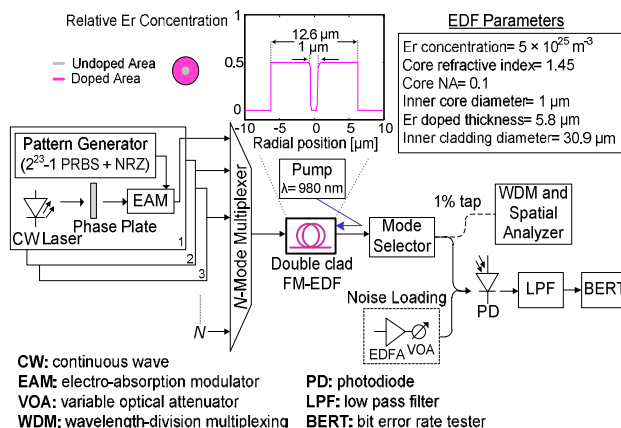 Relative Er Concentration
Undoped Area
Doped Area
1
0.5
0
12.6 μm
1 μm
-10 -5 0 5 10
Radial position [μm]
EDF Parameters
Er concentration= 5 × 10²⁵ m⁻³
Core refractive index= 1.45
Core NA= 0.1
Inner core diameter= 1 μm
Er doped thickness= 5.8 μm
Inner cladding diameter= 30.9 μm
Pattern Generator
(2²³-1 PRBS + NRZ)
EAM
Phase Plate
CW Laser
1
2
3
N
N-Mode Multiplexer
Pump
λ= 980 nm
Double clad
FM-EDF
Mode
Selector
1% tap
WDM and
Spatial
Analyzer
Noise Loading
EDFA
VOA
PD
LPF
BERT
CW: continuous wave
EAM: electro-absorption modulator
VOA: variable optical attenuator
WDM: wavelength-division multiplexing
PD: photodiode
LPF: low pass filter
BERT: bit error rate tester